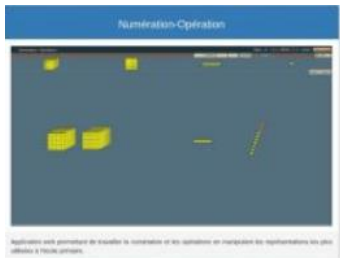 Numération-Opération
Application web permettant de travailler la numération et les opérations en manipulant les représentations les plus
utilisées à l'école primaire.